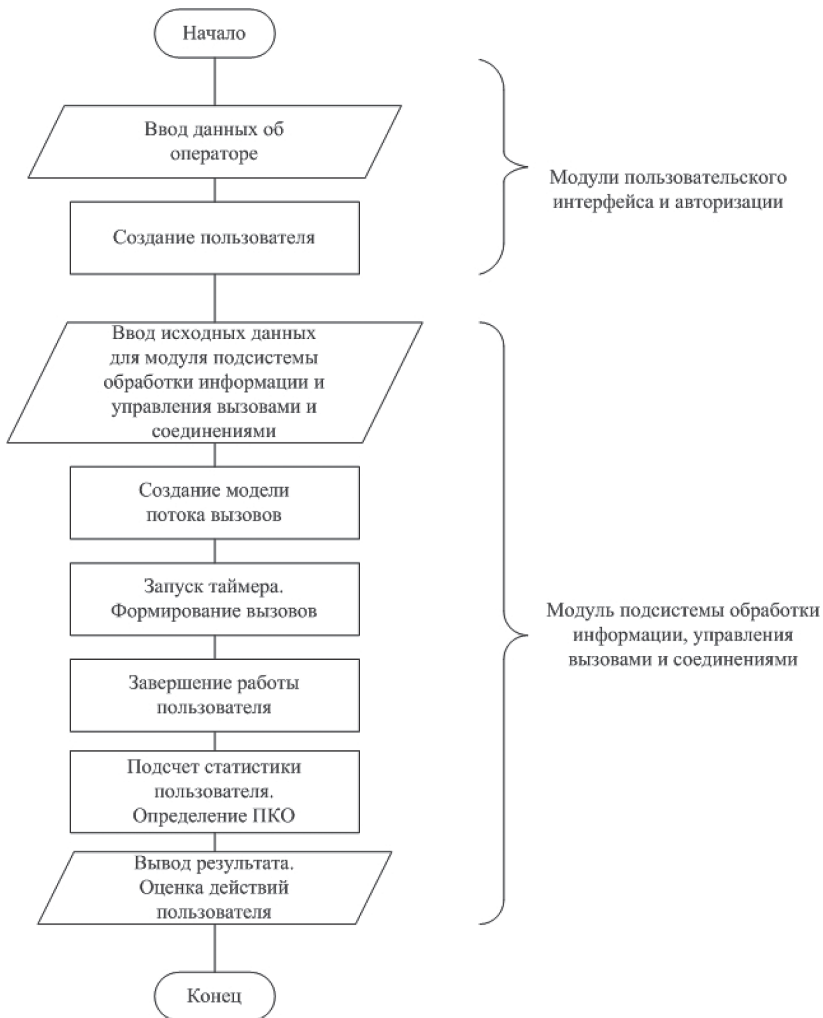 Начало
Ввод данных об
операторе
Создание пользователя
Модули пользовательского
интерфейса и авторизации
Ввод исходных данных
для модуля подсистемы
обработки информации и
управления вызовами и
соединениями
Создание модели
потока вызовов
Запуск таймера.
Формирование вызовов
Завершение работы
пользователя
Подсчет статистики
пользователя.
Определение ПКО
Вывод результата.
Оценка действий
пользователя
Модуль подсистемы обработки
информации, управления
вызовами и соединениями
Конец